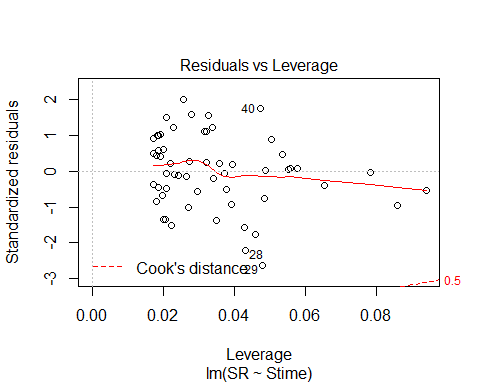 Residuals vs Leverage
Standardized residuals
2
1
0
-1
-2
-3
40
28
29
Cook's distance
0.5
0.00 0.02 0.04 0.06 0.08
Leverage
lm(SR ~ Stime)